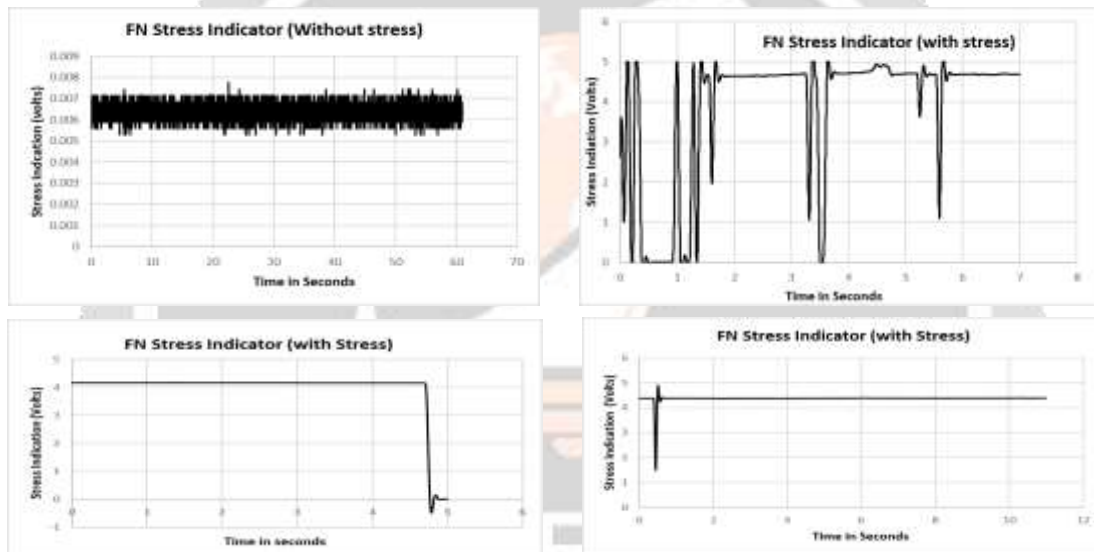 FN Stress Indicator (Without stress)
Stress Indication (volts)
0.009
0.008
0.007
0.006
0.005
0.004
0.003
0.002
0.001
0
0 10 20 30 40 50 60 70
Time in Seconds
FN Stress Indicator (with stress)
Stress Indiation (Volts)
6
5
4
3
2
1
0
0 1 2 3 4 5 6 7 8
Time in Seconds
FN Stress Indicator (with Stress)
Stress Indication (Volts)
5
4
3
2
1
0
-1
0 1 2 3 4 5 6
Time in seconds
FN Stress Indicator (with Stress)
Stress Indication (Volts)
6
5
4
3
2
1
0
0 2 4 6 8 10 12
Time in Seconds